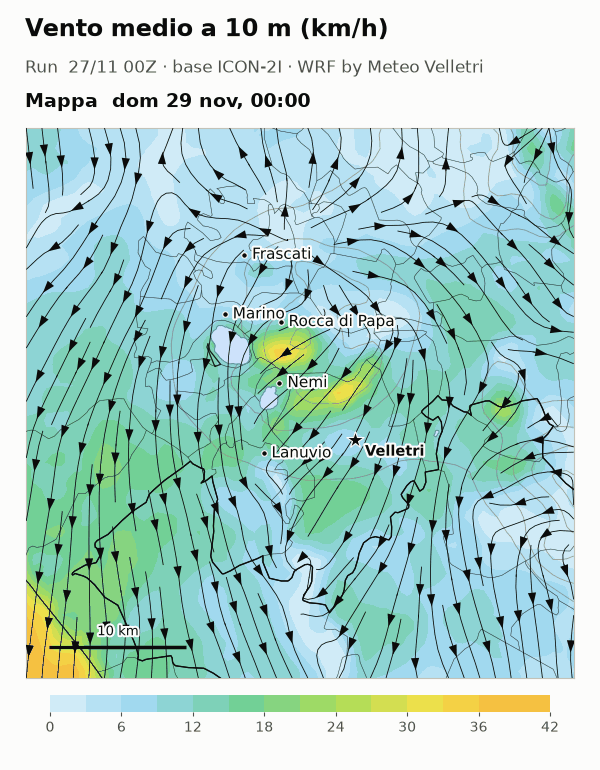 Vento medio a 10 m (km/h)
Run  27/11 00Z · base ICON-2I · WRF by Meteo Velletri
Mappa  dom 29 nov, 00:00
Frascati
Marino
Rocca di Papa
Nemi
Velletri
Lanuvio
10 km
0 6 12 18 24 30 36 42